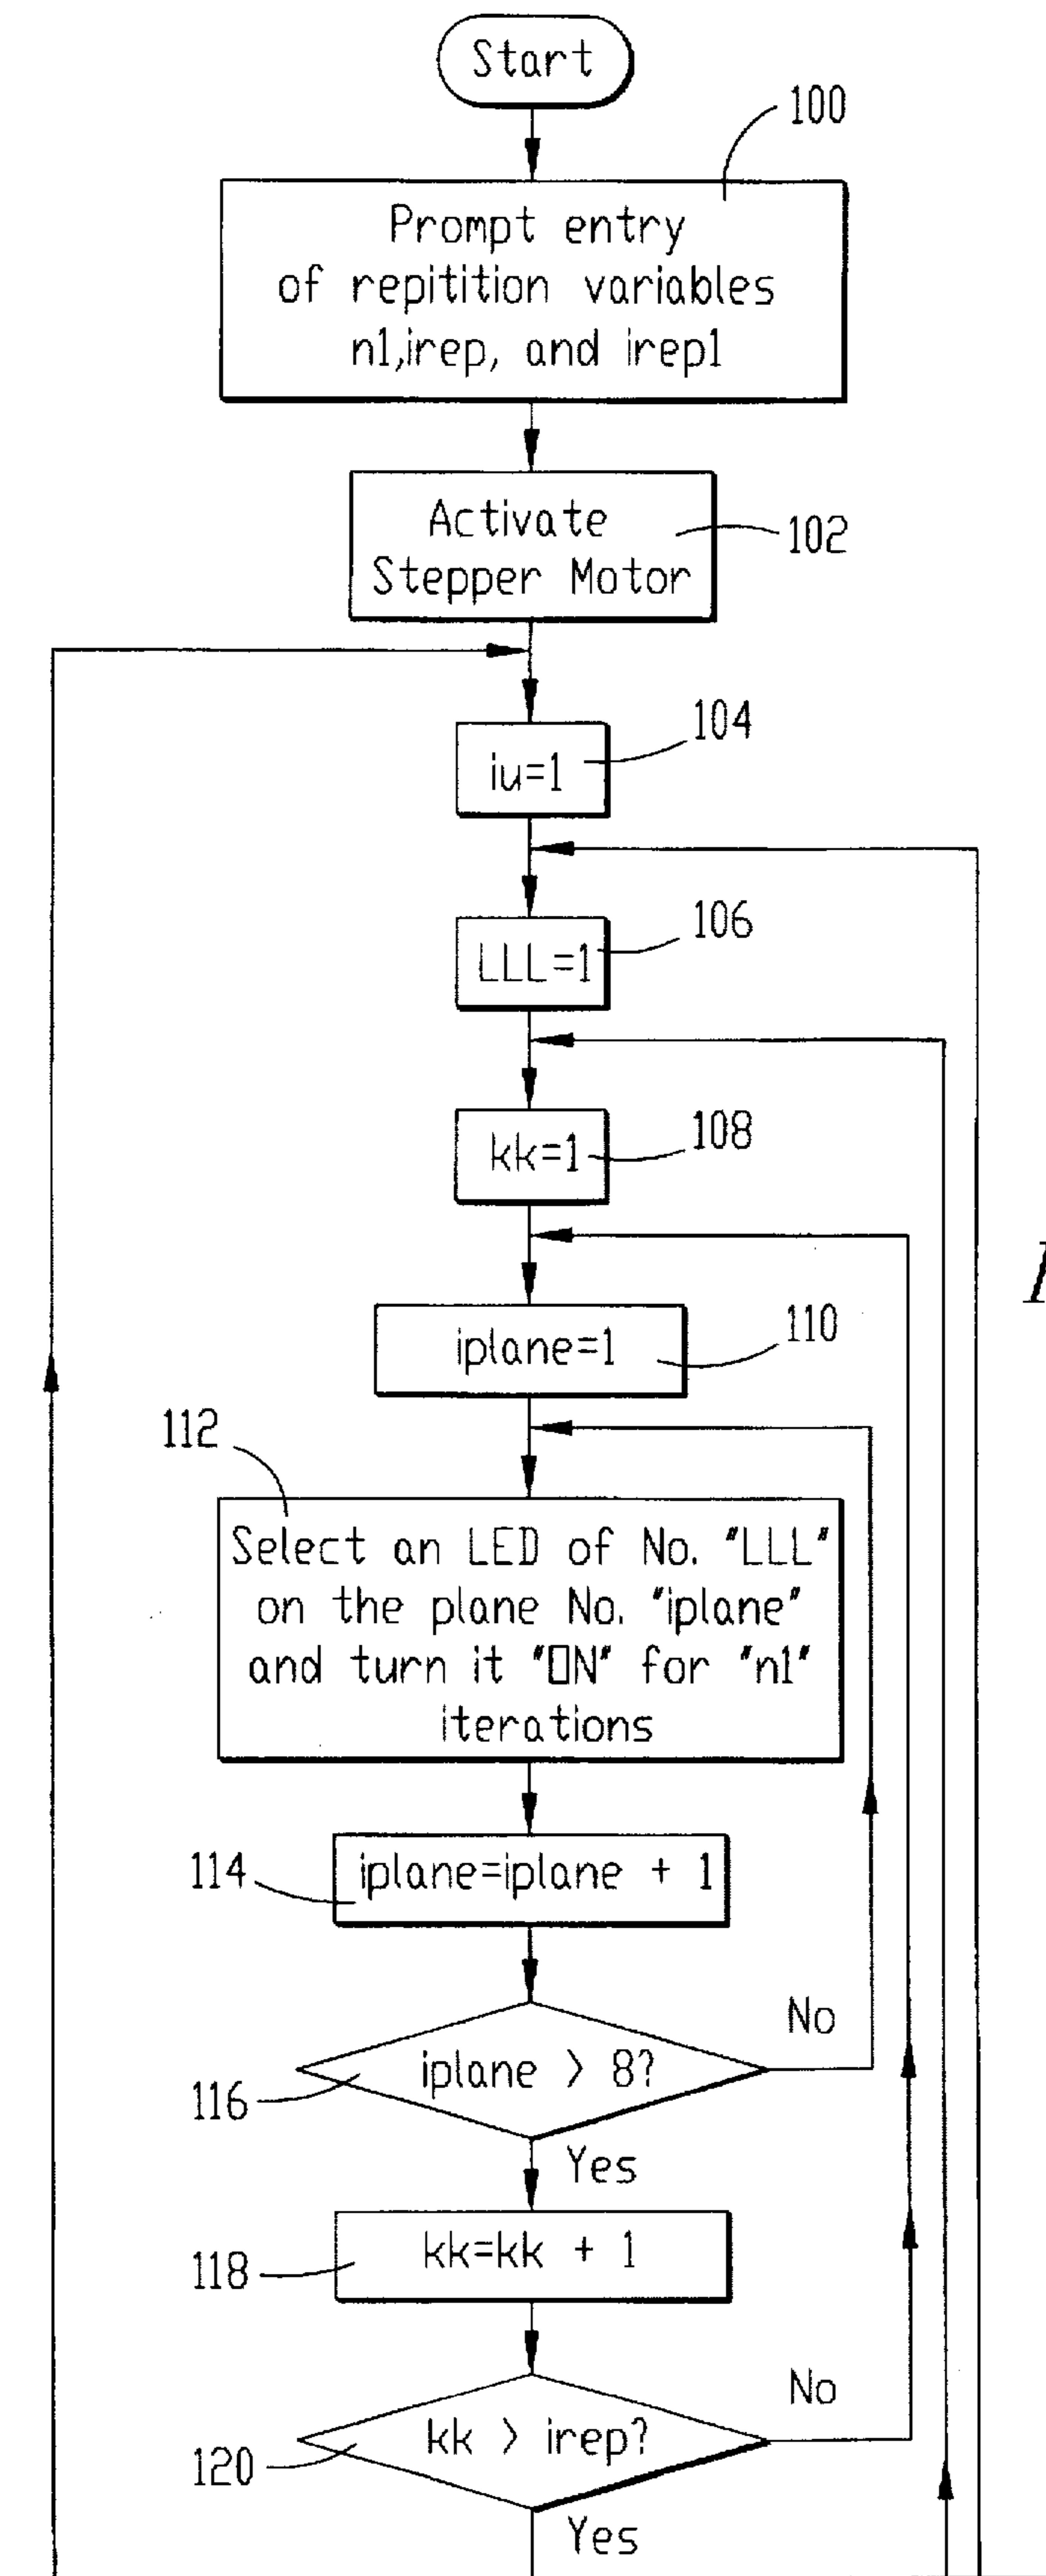 Start
100
Prompt entry
of repitition variables
n1,irep, and irep1
Activate
Stepper Motor
102
104
iu=1
106
LLL=1
108
kk=1
110
iplane=1
112
Select an LED of No. "LLL"
on the plane No. "iplane"
and turn it "ON" for "n1"
iterations
114
iplane=iplane + 1
No
iplane > 8?
116
Yes
kk=kk + 1
118
No
kk > irep?
120
Yes